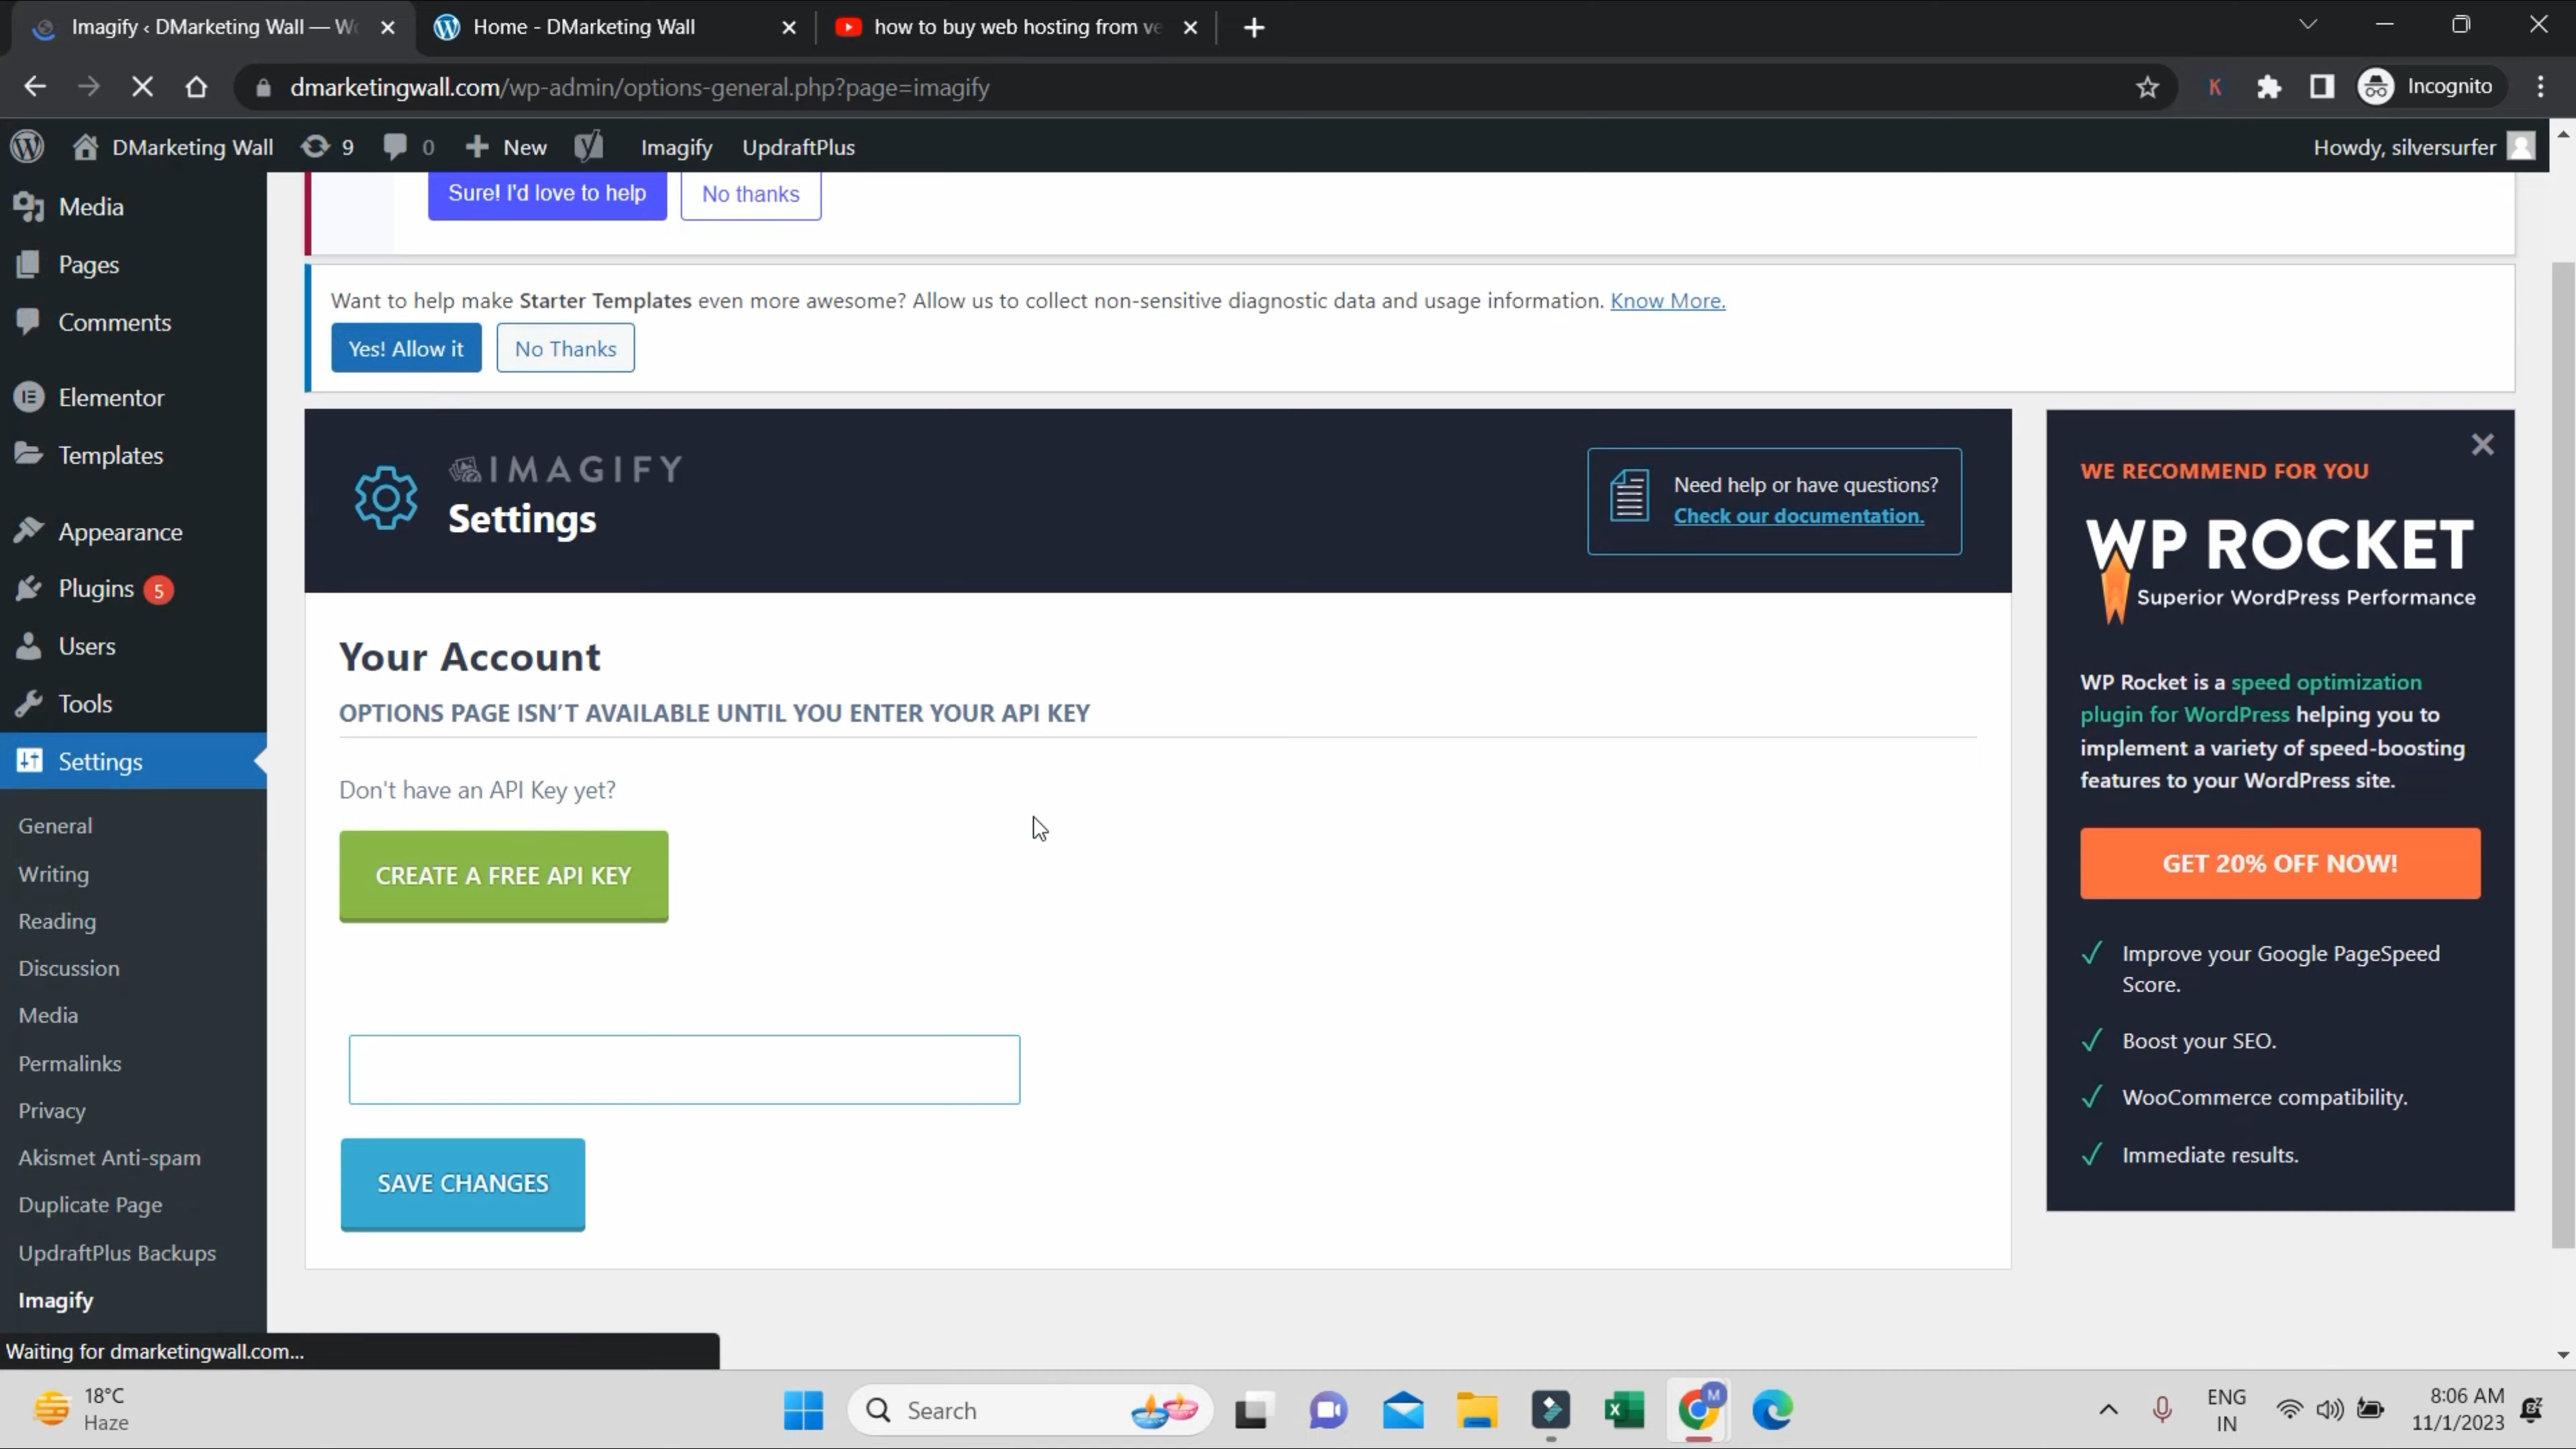 Imagify ‹ DMarketing Wall — Wo
Home - DMarketing Wall
how to buy web hosting from ve
dmarketingwall.com/wp-admin/options-general.php?page=imagify
K
Incognito
DMarketing Wall
9
0
New
Imagify
UpdraftPlus
Howdy, silversurfer
Media
Pages
Comments
Elementor
Templates
Appearance
Plugins 5
Users
Tools
Settings
General
Writing
Reading
Discussion
Media
Permalinks
Privacy
Akismet Anti-spam
Duplicate Page
UpdraftPlus Backups
Imagify
Waiting for dmarketingwall.com...
Sure! I'd love to help
No thanks
Want to help make Starter Templates even more awesome? Allow us to collect non-sensitive diagnostic data and usage information. Know More.
Yes! Allow it
No Thanks
IMAGIFY
Settings
Need help or have questions?
Check our documentation.
Your Account
OPTIONS PAGE ISN'T AVAILABLE UNTIL YOU ENTER YOUR API KEY
Don't have an API Key yet?
CREATE A FREE API KEY
SAVE CHANGES
WE RECOMMEND FOR YOU
WP ROCKET
Superior WordPress Performance
WP Rocket is a speed optimization
plugin for WordPress helping you to
implement a variety of speed-boosting
features to your WordPress site.
GET 20% OFF NOW!
Improve your Google PageSpeed
Score.
Boost your SEO.
WooCommerce compatibility.
Immediate results.
18°C
Haze
Search
M
ENG
IN
8:06 AM
11/1/2023